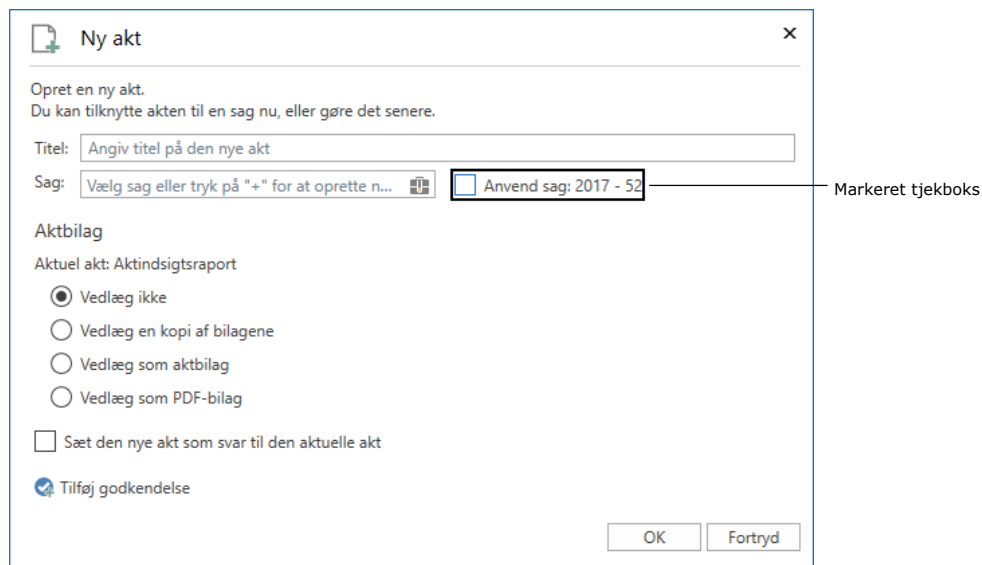 Ny akt
Opret en ny akt.
Du kan tilknytte akten til en sag nu, eller gøre det senere.
Titel: Angiv titel på den nye akt
Sag: Vælg sag eller tryk på "+" for at oprette n... Anvend sag: 2017 - 52 Markeret tjekboks
Aktbilag
Aktuel akt: Aktindsigtsraport
Vedlæg ikke
Vedlæg en kopi af bilagene
Vedlæg som aktbilag
Vedlæg som PDF-bilag
Sæt den nye akt som svar til den aktuelle akt
Tilføj godkendelse
OK Fortryd